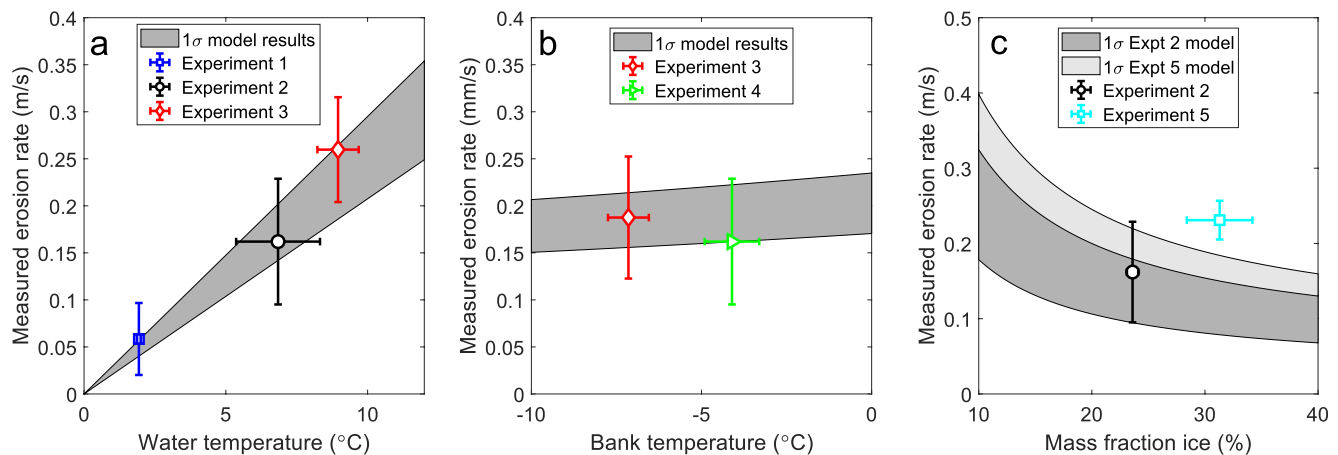 a
1σ model results
Experiment 1
Experiment 2
Experiment 3
Measured erosion rate (m/s)
0.4
0.35
0.3
0.25
0.2
0.15
0.1
0.05
0
0
5
10
Water temperature (°C)
b
1σ model results
Experiment 3
Experiment 4
Measured erosion rate (mm/s)
0.4
0.35
0.3
0.25
0.2
0.15
0.1
0.05
0
-10
-5
0
Bank temperature (°C)
c
1σ Expt 2 model
1σ Expt 5 model
Experiment 2
Experiment 5
Measured erosion rate (m/s)
0.5
0.4
0.3
0.2
0.1
0
10
20
30
40
Mass fraction ice (%)